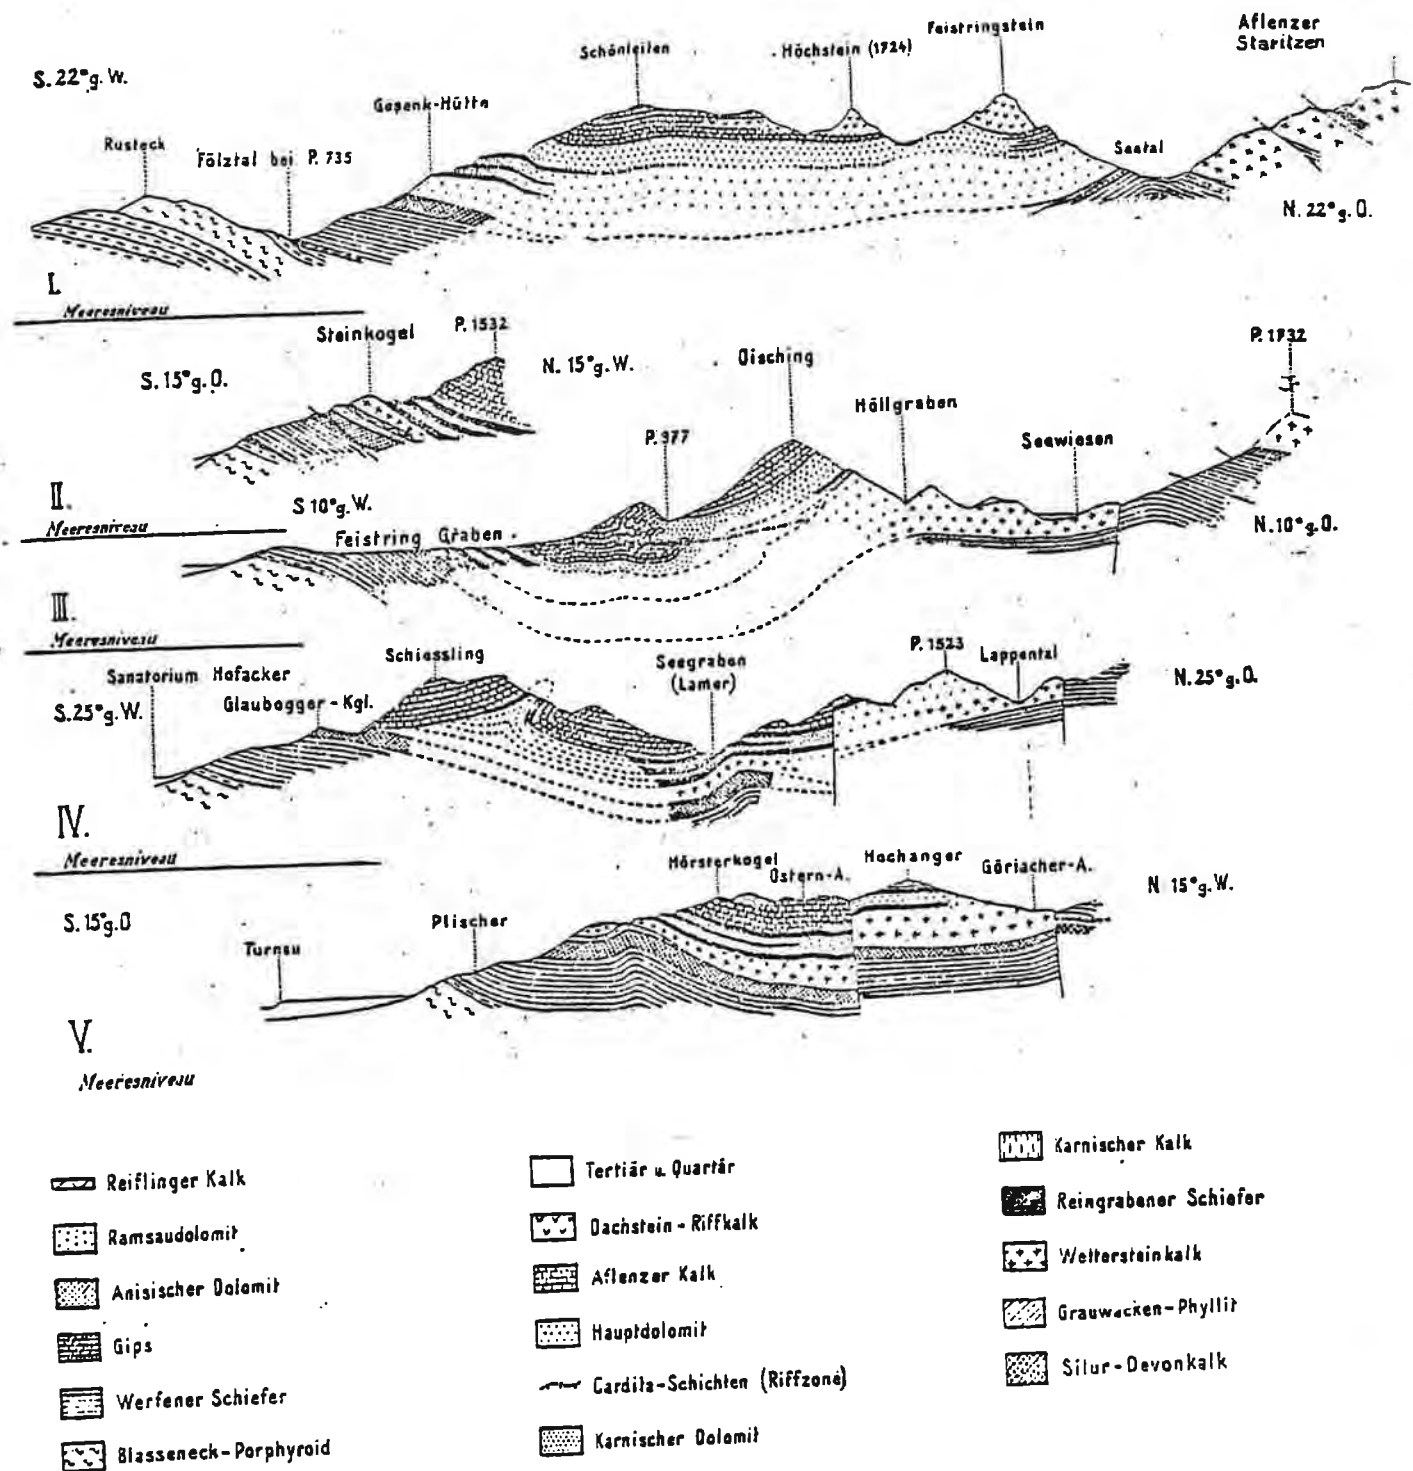 Aflenzer
Staritzen
Feistringstein
Schönleiten
Höchstein (1724)
S. 22° g. W.
Gasenk-Hütte
Rusteck
Fölztal bei P. 735
Seetal
N. 22° g. O.
I.
Meeresniveau
Steinkogel
P. 1532
S. 15° g. O.
N. 15° g. W.
Oisching
P. 1732
Höllgraben
P. 977
Seewiesen
II.
Meeresniveau
S 10° g. W.
Feistring Graben
N. 10° g. O.
III.
Meeresniveau
Sanatorium Hofacker
Schiessling
Seegraben
(Lamer)
P. 1523
Lappental
N. 25° g. O.
S. 25° g. W.
Glaubogger - Kgl.
IV.
Meeresniveau
Hörsterkogel
Ostern-A.
Hochanger
Göriacher-A.
N 15° g. W.
S. 15° g. O
Plischer
Turnau
V.
Meeresniveau
Reiflinger Kalk
Ramsaudolomit
Anisischer Dolomit
Gips
Werfener Schiefer
Blasseneck-Porphyroid
Tertiär u. Quartär
Dachstein - Riffkalk
Aflenzer Kalk
Hauptdolomit
Cardita-Schichten (Riffzone)
Karnischer Dolomit
Karnischer Kalk
Reingrabener Schiefer
Wettersteinkalk
Grauwacken-Phyllit
Silur-Devonkalk